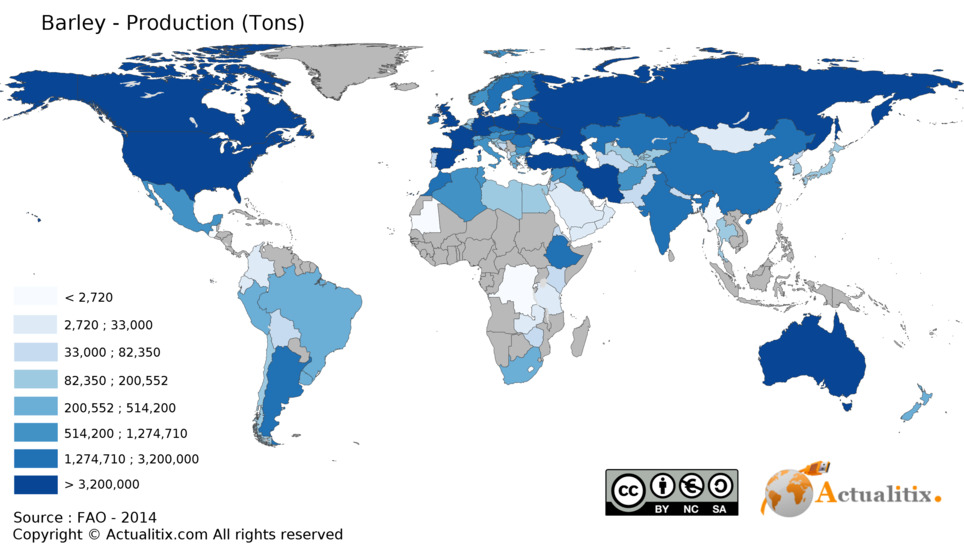 Barley - Production (Tons)
< 2,720
2,720 ; 33,000
33,000 ; 82,350
82,350 ; 200,552
200,552 ; 514,200
514,200 ; 1,274,710
1,274,710 ; 3,200,000
> 3,200,000
Source : FAO - 2014
Copyright © Actualitix.com All rights reserved
cc
BY NC SA
Actualitix.